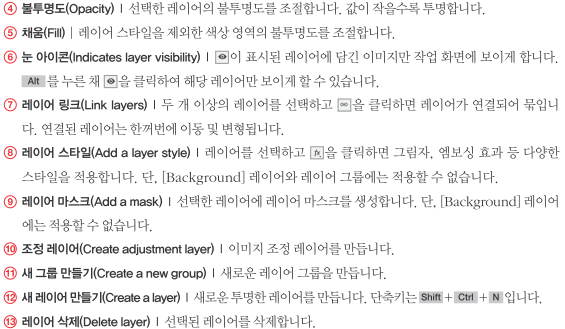 ④ 불투명도(Opacity) | 선택한 레이어의 불투명도를 조절합니다. 값이 작을수록 투명합니다.
⑤ 채움(Fill) | 레이어 스타일을 제외한 색상 영역의 불투명도를 조절합니다.
⑥ 눈 아이콘(Indicates layer visibility) | 이 표시된 레이어에 담긴 이미지만 작업 화면에 보이게 합니다.
Alt 를 누른 채 을 클릭하여 해당 레이어만 보이게 할 수 있습니다.
⑦ 레이어 링크(Link layers) | 두 개 이상의 레이어를 선택하고 을 클릭하면 레이어가 연결되어 묶입니
다. 연결된 레이어는 한꺼번에 이동 및 변형됩니다.
⑧ 레이어 스타일(Add a layer style) | 레이어를 선택하고 fx 을 클릭하면 그림자, 엠보싱 효과 등 다양한
스타일을 적용합니다. 단, [Background] 레이어와 레이어 그룹에는 적용할 수 없습니다.
⑨ 레이어 마스크(Add a mask) | 선택한 레이어에 레이어 마스크를 생성합니다. 단, [Background] 레이어
에는 적용할 수 없습니다.
⑩ 조정 레이어(Create adjustment layer) | 이미지 조정 레이어를 만듭니다.
⑪ 새 그룹 만들기(Create a new group) | 새로운 레이어 그룹을 만듭니다.
⑫ 새 레이어 만들기(Create a layer) | 새로운 투명한 레이어를 만듭니다. 단축키는 Shift + Ctrl + N 입니다.
⑬ 레이어 삭제(Delete layer) | 선택된 레이어를 삭제합니다.